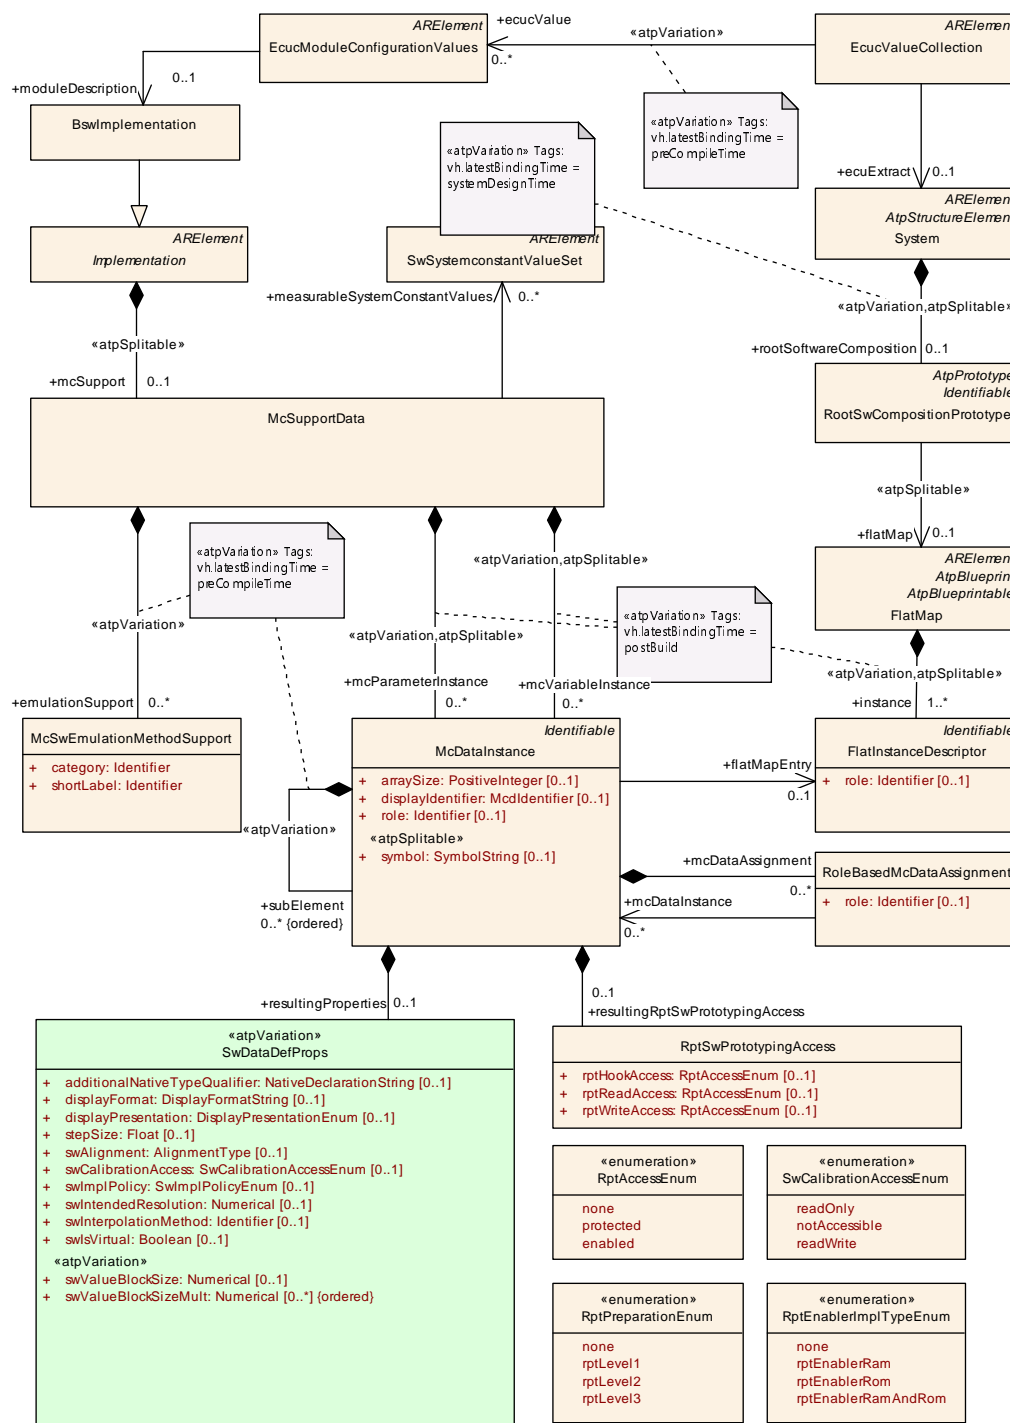 ARElement
EcucModuleConfigurationValues
+ecucValue
0..*
«atpVariation»
ARElement
EcucValueCollection
0..1
+moduleDescription
BswImplementation
«atpVariation» Tags:
vh.latestBindingTime =
preCompileTime
«atpVariation» Tags:
vh.latestBindingTime =
systemDesignTime
+ecuExtract
0..1
ARElement
AtpStructureElement
System
ARElement
Implementation
ARElement
SwSystemconstantValueSet
+measurableSystemConstantValues
0..*
«atpVariation,atpSplitable»
«atpSplitable»
+rootSoftwareComposition
0..1
+mcSupport
0..1
AtpPrototype
Identifiable
RootSwCompositionPrototype
McSupportData
«atpSplitable»
+flatMap
0..1
«atpVariation» Tags:
vh.latestBindingTime =
preCompileTime
«atpVariation,atpSplitable»
ARElement
AtpBlueprint
AtpBlueprintable
FlatMap
«atpVariation» Tags:
vh.latestBindingTime =
postBuild
«atpVariation»
«atpVariation,atpSplitable»
«atpVariation,atpSplitable»
+mcParameterInstance
0..*
+mcVariableInstance
0..*
+emulationSupport
0..*
+instance
1..*
McSwEmulationMethodSupport
+ category: Identifier
+ shortLabel: Identifier
Identifiable
McDataInstance
+ arraySize: PositiveInteger [0..1]
+ displayIdentifier: McdIdentifier [0..1]
+ role: Identifier [0..1]
«atpSplitable»
+ symbol: SymbolString [0..1]
+flatMapEntry
0..1
Identifiable
FlatInstanceDescriptor
+ role: Identifier [0..1]
«atpVariation»
+subElement
0..* {ordered}
+mcDataAssignment
0..*
+mcDataInstance
0..*
RoleBasedMcDataAssignment
+ role: Identifier [0..1]
+resultingProperties
0..1
0..1
+resultingRptSwPrototypingAccess
«atpVariation»
SwDataDefProps
+ additionalNativeTypeQualifier: NativeDeclarationString [0..1]
+ displayFormat: DisplayFormatString [0..1]
+ displayPresentation: DisplayPresentationEnum [0..1]
+ stepSize: Float [0..1]
+ swAlignment: AlignmentType [0..1]
+ swCalibrationAccess: SwCalibrationAccessEnum [0..1]
+ swImplPolicy: SwImplPolicyEnum [0..1]
+ swIntendedResolution: Numerical [0..1]
+ swInterpolationMethod: Identifier [0..1]
+ swIsVirtual: Boolean [0..1]
«atpVariation»
+ swValueBlockSize: Numerical [0..1]
+ swValueBlockSizeMult: Numerical [0..*] {ordered}
RptSwPrototypingAccess
+ rptHookAccess: RptAccessEnum [0..1]
+ rptReadAccess: RptAccessEnum [0..1]
+ rptWriteAccess: RptAccessEnum [0..1]
«enumeration»
RptAccessEnum
none
protected
enabled
«enumeration»
SwCalibrationAccessEnum
readOnly
notAccessible
readWrite
«enumeration»
RptPreparationEnum
none
rptLevel1
rptLevel2
rptLevel3
«enumeration»
RptEnablerImplTypeEnum
none
rptEnablerRam
rptEnablerRom
rptEnablerRamAndRom